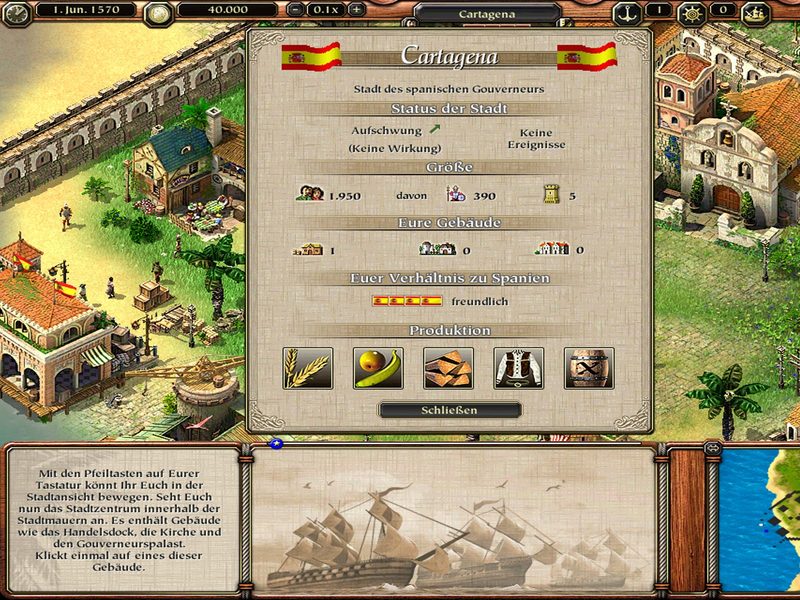 1. Jun. 1570
40.000
0.1x
Cartagena
1
0
Cartagena
Stadt des spanischen Gouverneurs
Status der Stadt
Aufschwung
(Keine Wirkung)
Keine
Ereignisse
Größe
1.950
davon
390
5
Eure Gebäude
1
0
0
Euer Verhältnis zu Spanien
freundlich
Produktion
Schließen
Mit den Pfeiltasten auf Eurer
Tastatur könnt Ihr Euch in der
Stadtansicht bewegen. Seht Euch
nun das Stadtzentrum innerhalb der
Stadtmauern an. Es enthält Gebäude
wie das Handelsdock, die Kirche und
den Gouverneurspalast.
Klickt einmal auf eines dieser
Gebäude.